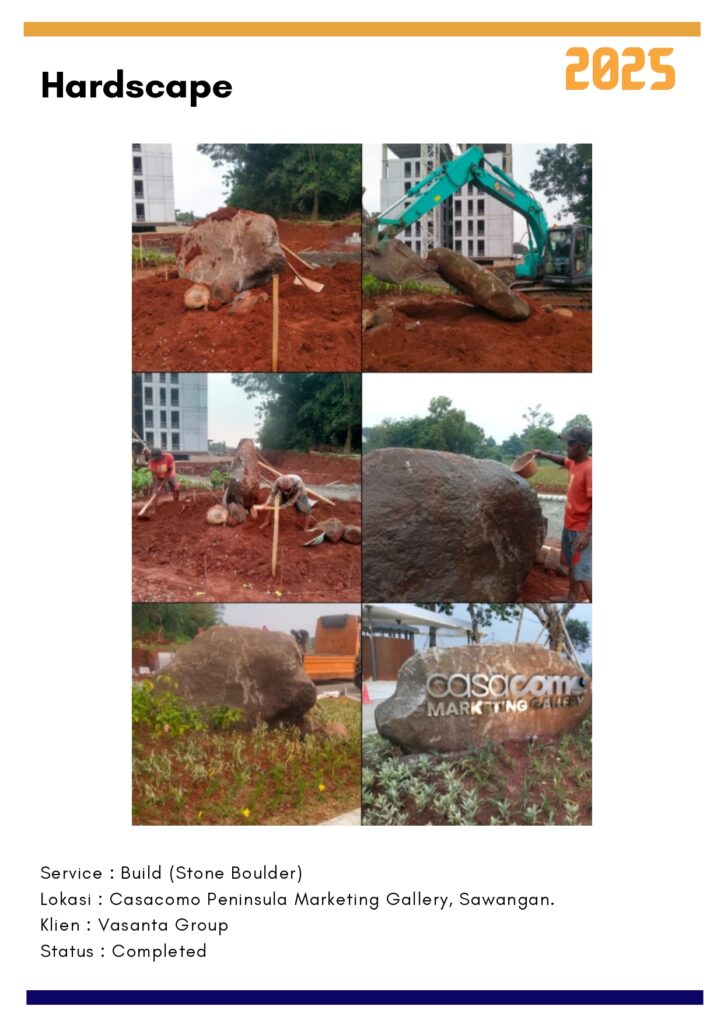 2025
Hardscape
casacomo
MARKETING GALLERY
Service : Build (Stone Boulder)
Lokasi : Casacomo Peninsula Marketing Gallery, Sawangan.
Klien : Vasanta Group
Status : Completed